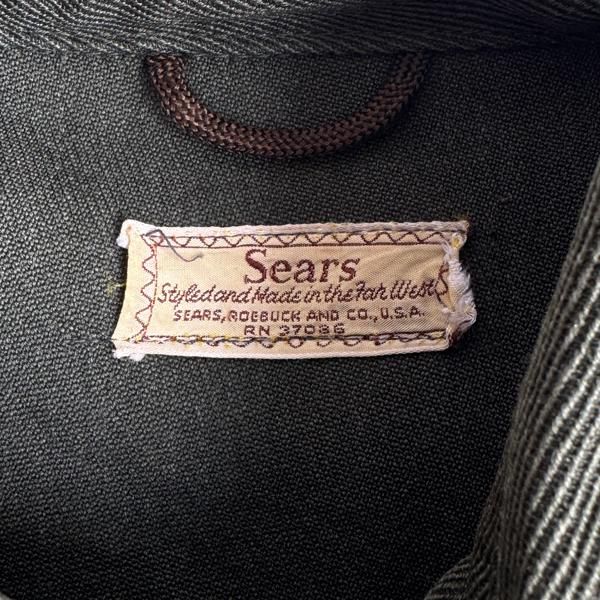 Sears
Styled and Made in the Far West
SEARS, ROEBUCK AND CO., U.S.A.
RN 37036